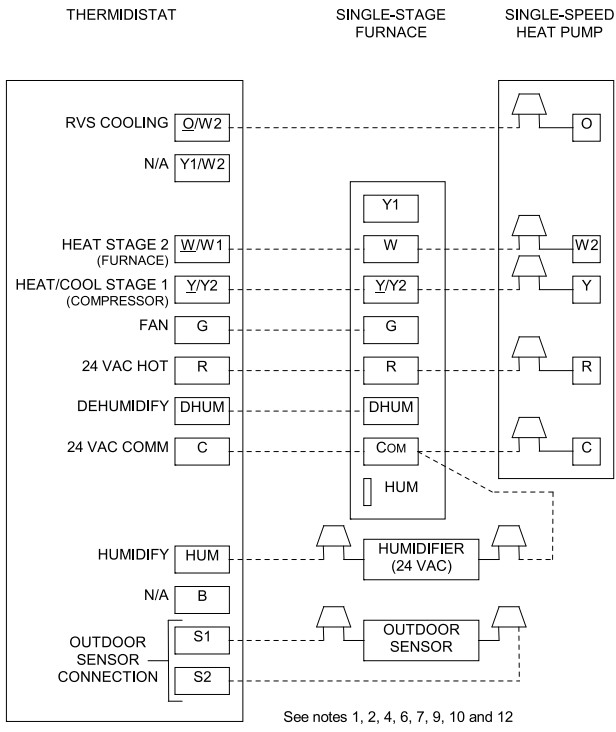 THERMIDISTAT
SINGLE-STAGE
FURNACE
SINGLE-SPEED
HEAT PUMP
RVS COOLING O/W2
O
N/A Y1/W2
Y1
HEAT STAGE 2
(FURNACE)
W/W1
W
W2
HEAT/COOL STAGE 1
(COMPRESSOR)
Y/Y2
Y/Y2
Y
FAN G
G
24 VAC HOT R
R
R
DEHUMIDIFY DHUM
DHUM
24 VAC COMM C
COM
C
HUM
HUMIDIFY HUM
HUMIDIFIER
(24 VAC)
N/A B
OUTDOOR
SENSOR
CONNECTION
S1
S2
OUTDOOR
SENSOR
See notes 1, 2, 4, 6, 7, 9, 10 and 12